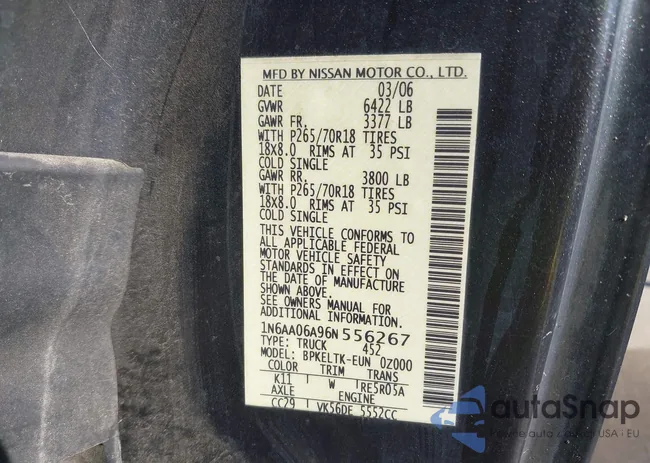 MFD BY NISSAN MOTOR CO., LTD.
DATE 03/06
GVWR 6422 LB
GAWR FR. 3377 LB
WITH P265/70R18 TIRES
18X8.0 RIMS AT 35 PSI
COLD SINGLE
GAWR RR. 3800 LB
WITH P265/70R18 TIRES
18X8.0 RIMS AT 35 PSI
COLD SINGLE
THIS VEHICLE CONFORMS TO
ALL APPLICABLE FEDERAL
MOTOR VEHICLE SAFETY
STANDARDS IN EFFECT ON
THE DATE OF MANUFACTURE
SHOWN ABOVE.
SEE OWNERS MANUAL FOR
ADDITIONAL INFORMATION
1N6AA06A96N556267
TYPE: TRUCK 452
MODEL: BPKELTK-EUN 0Z000
COLOR TRIM TRANS
K11 W RE5R05A
AXLE ENGINE
CC29 VK56DE 5552CC
autoSnap
USA - EU